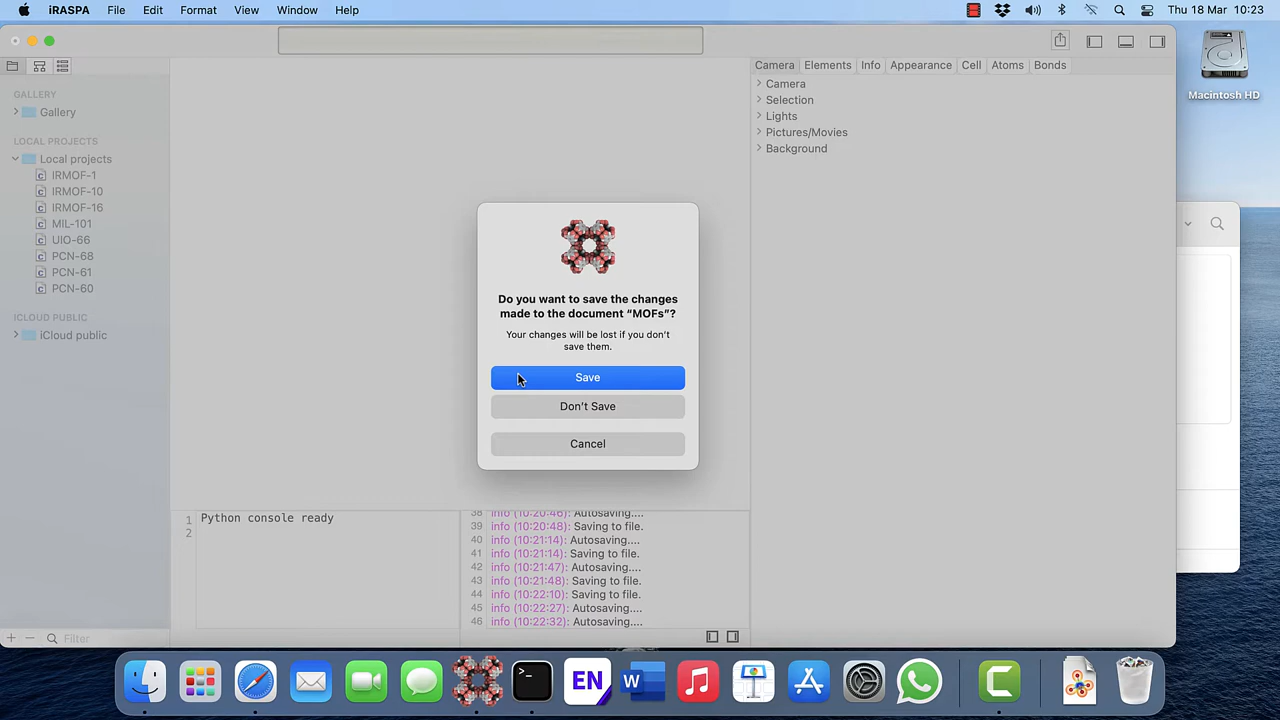 iRASPA File Edit Format View Window Help Thu 18 Mar 10:23
Macintosh HD
Camera Elements Info Appearance Cell Atoms Bonds
GALLERY
Gallery
LOCAL PROJECTS
Local projects
IRMOF-1
IRMOF-10
IRMOF-16
MIL-101
UIO-66
PCN-68
PCN-61
PCN-60
ICLOUD PUBLIC
iCloud public
Filter
Camera
Selection
Lights
Pictures/Movies
Background
Do you want to save the changes
made to the document “MOFs”?
Your changes will be lost if you don’t
save them.
Save
Don’t Save
Cancel
1 Python console ready
2
38 info (10:20:46): Autosaving....
39 info (10:20:48): Saving to file.
40 info (10:21:14): Autosaving....
41 info (10:21:14): Saving to file.
42 info (10:21:47): Autosaving....
43 info (10:21:48): Saving to file.
44 info (10:22:10): Saving to file.
45 info (10:22:27): Autosaving....
46 info (10:22:32): Autosaving....
>_
EN
W
C